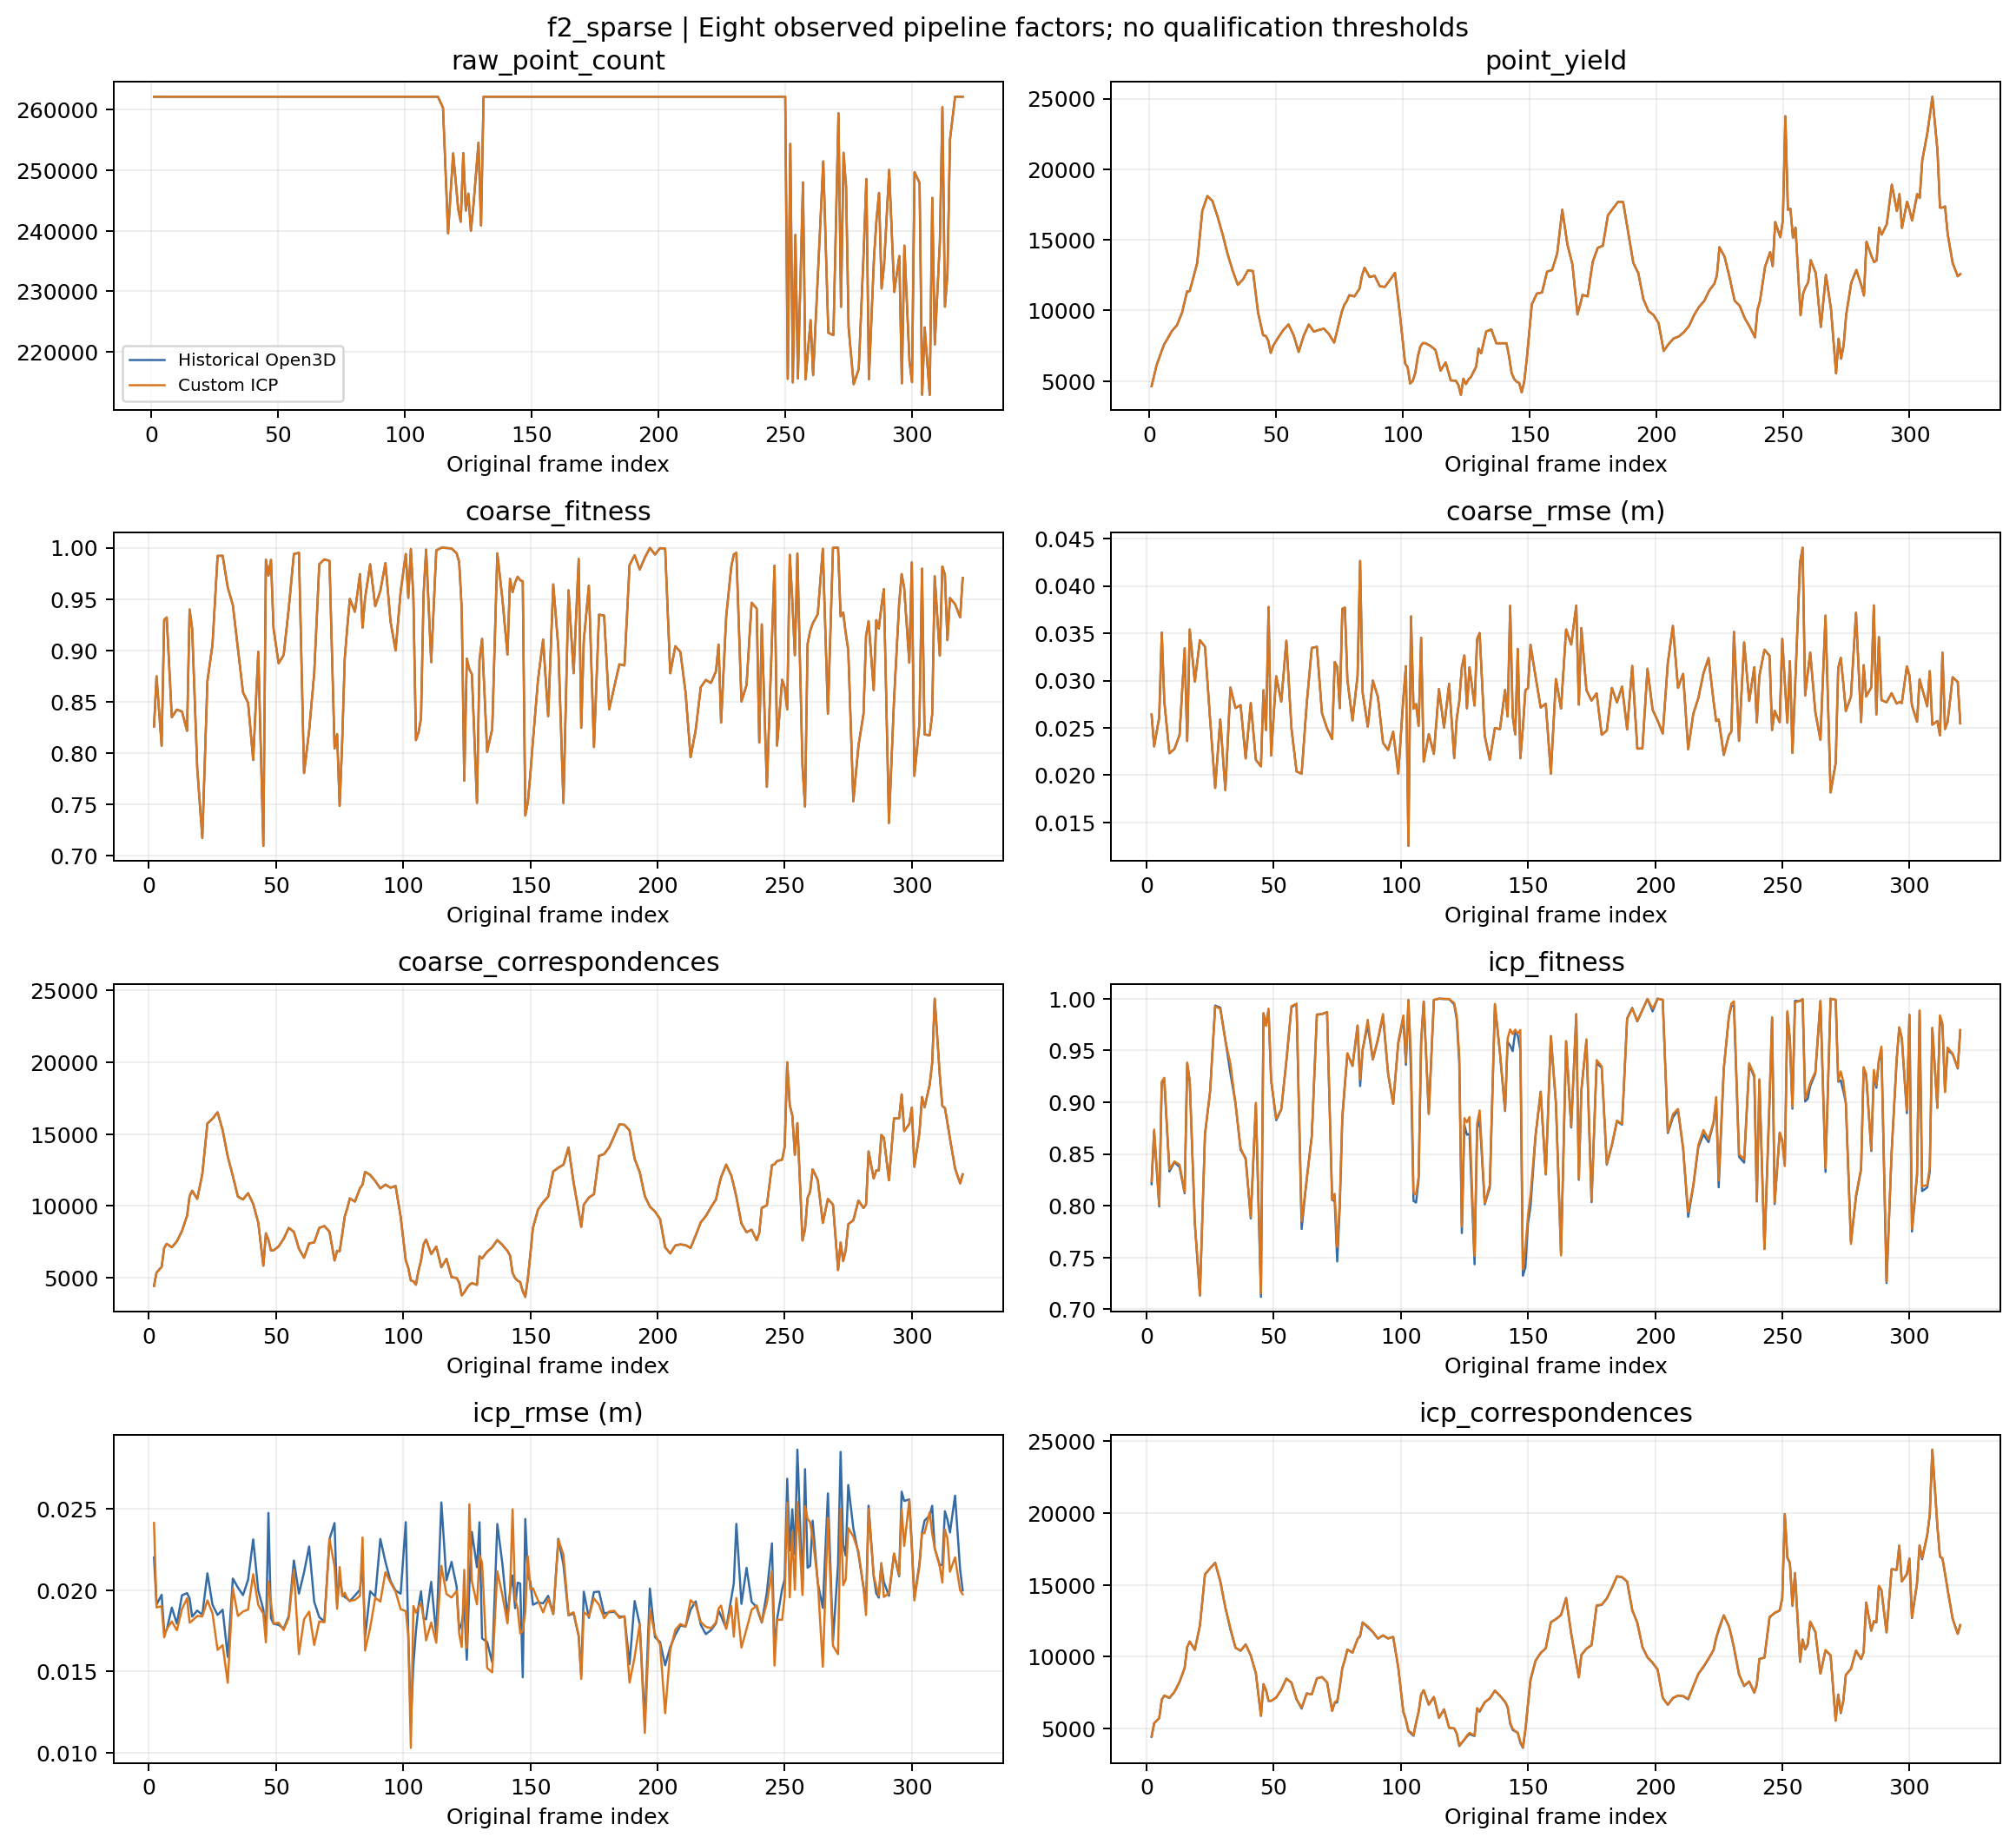 f2_sparse | Eight observed pipeline factors; no qualification thresholds
raw_point_count
260000
250000
240000
230000
220000
Historical Open3D
Custom ICP
0 50 100 150 200 250 300
Original frame index
point_yield
25000
20000
15000
10000
5000
0 50 100 150 200 250 300
Original frame index
coarse_fitness
1.00
0.95
0.90
0.85
0.80
0.75
0.70
0 50 100 150 200 250 300
Original frame index
coarse_rmse (m)
0.045
0.040
0.035
0.030
0.025
0.020
0.015
0 50 100 150 200 250 300
Original frame index
coarse_correspondences
25000
20000
15000
10000
5000
0 50 100 150 200 250 300
Original frame index
icp_fitness
1.00
0.95
0.90
0.85
0.80
0.75
0.70
0 50 100 150 200 250 300
Original frame index
icp_rmse (m)
0.025
0.020
0.015
0.010
0 50 100 150 200 250 300
Original frame index
icp_correspondences
25000
20000
15000
10000
5000
0 50 100 150 200 250 300
Original frame index